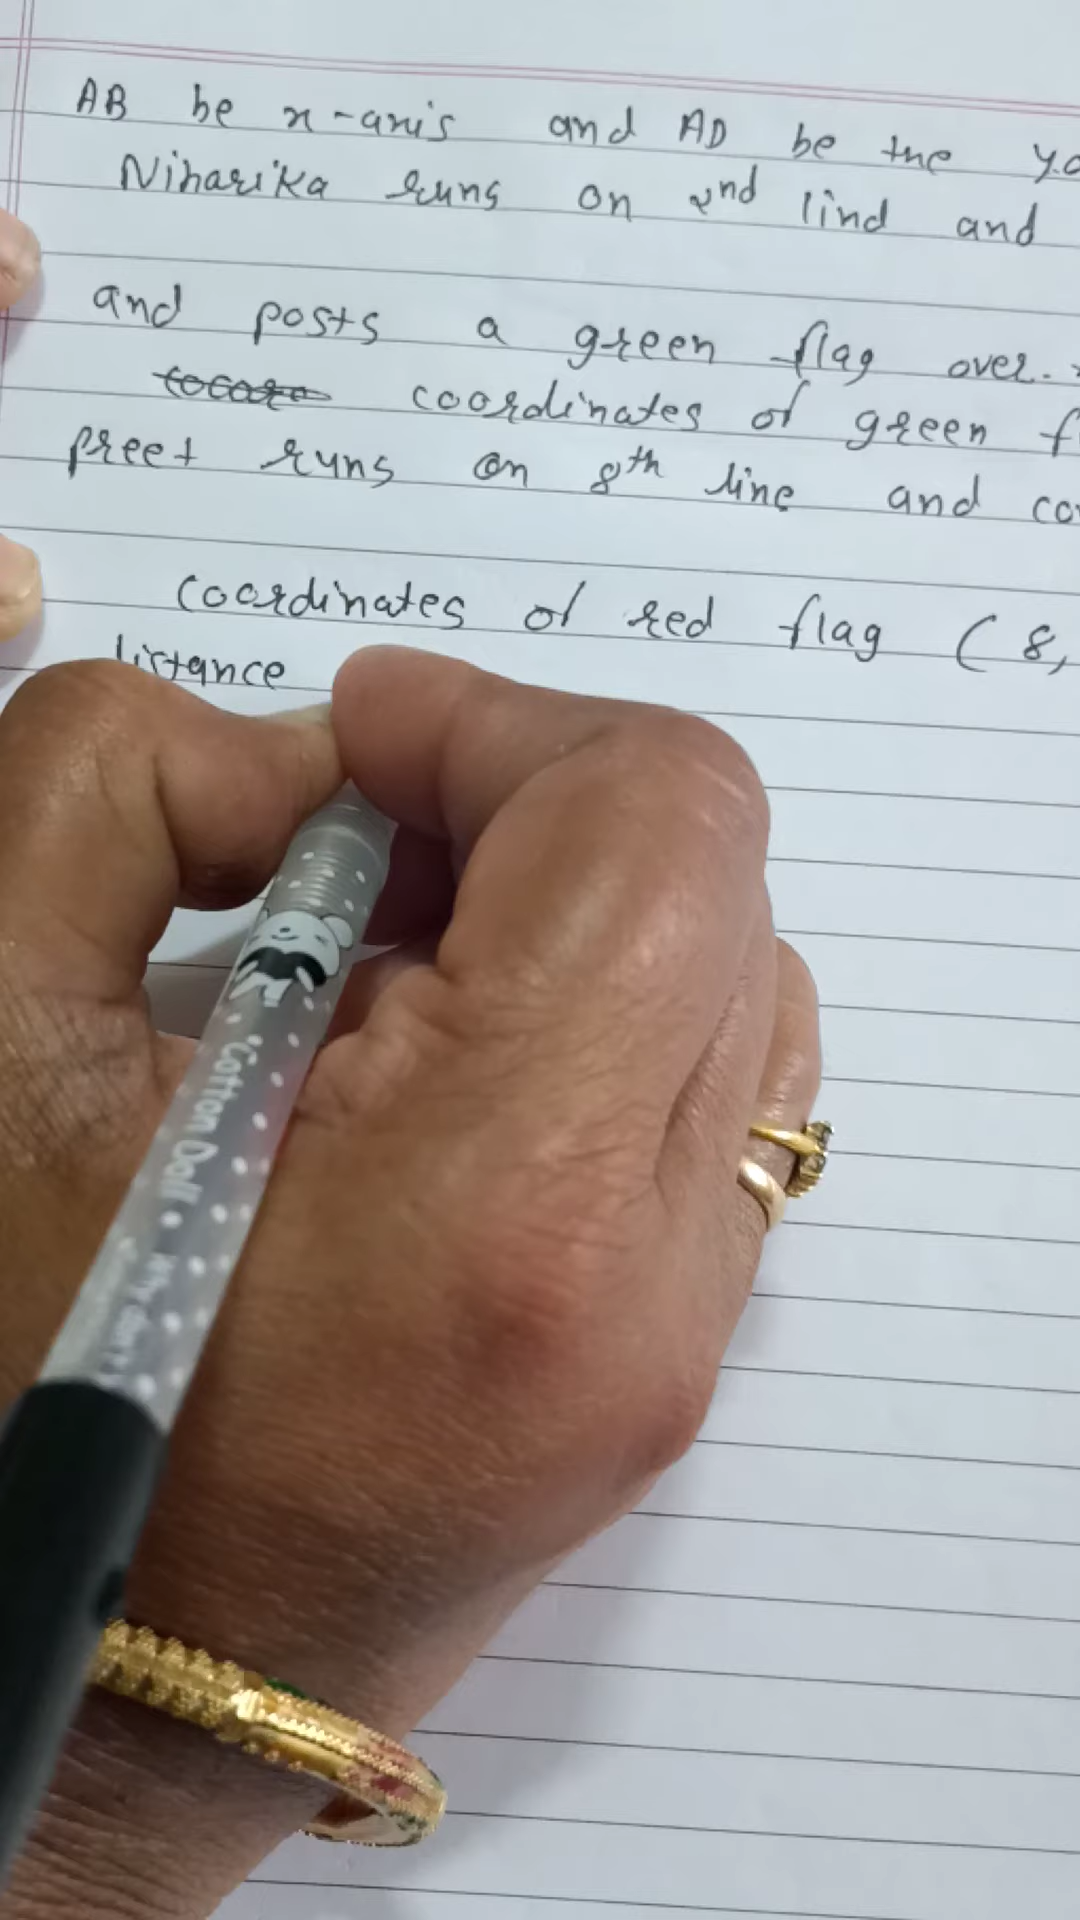 AB be x-axis and AD be the y.a
Niharika runs on 2nd lind and
and posts a green flag over.
coordinates of green f
preet runs on 8th line and co
coordinates of red flag ( 8,
distance
Cotton Doll